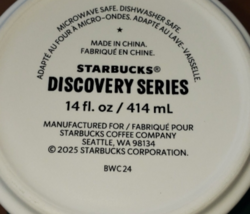 MICROWAVE SAFE. DISHWASHER SAFE.
ADAPTÉ AU FOUR À MICRO-ONDES. ADAPTÉ AU LAVE-VAISSELLE.
MADE IN CHINA.
FABRIQUÉ EN CHINE.
STARBUCKS®
DISCOVERY SERIES
14 fl. oz / 414 mL
MANUFACTURED FOR / FABRIQUÉ POUR
STARBUCKS COFFEE COMPANY
SEATTLE, WA 98134
© 2025 STARBUCKS CORPORATION.
BWC24